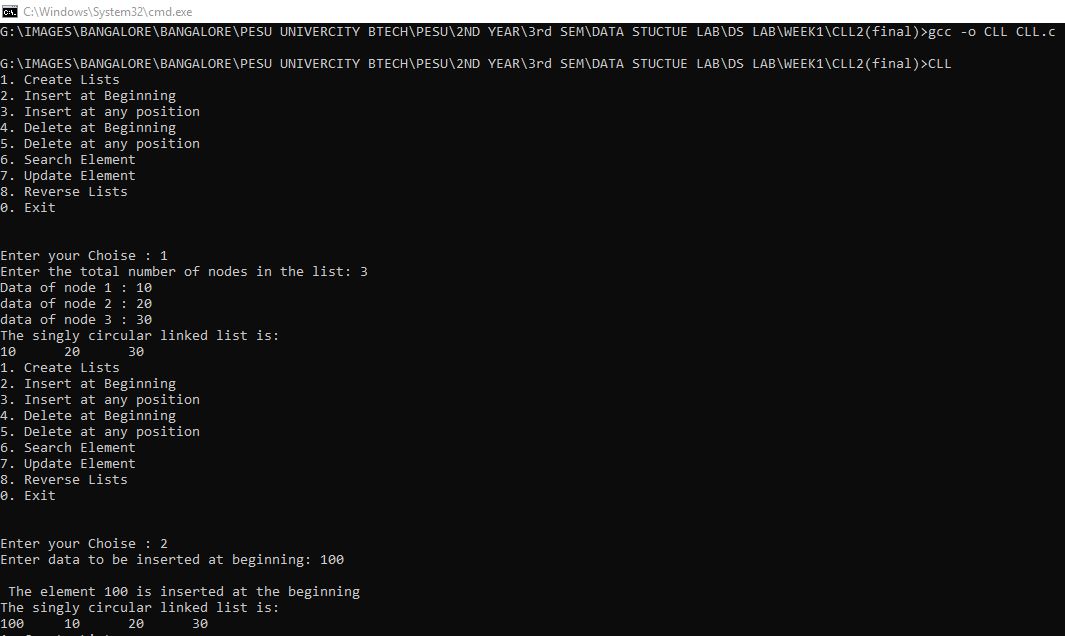 C:\Windows\System32\cmd.exe
G:\IMAGES\BANGALORE\BANGALORE\PESU UNIVERCITY BTECH\PESU\2ND YEAR\3rd SEM\DATA STUCTUE LAB\DS LAB\WEEK1\CLL2(final)>gcc -o CLL CLL.c
G:\IMAGES\BANGALORE\BANGALORE\PESU UNIVERCITY BTECH\PESU\2ND YEAR\3rd SEM\DATA STUCTUE LAB\DS LAB\WEEK1\CLL2(final)>CLL
1. Create Lists
2. Insert at Beginning
3. Insert at any position
4. Delete at Beginning
5. Delete at any position
6. Search Element
7. Update Element
8. Reverse Lists
0. Exit
Enter your Choise : 1
Enter the total number of nodes in the list: 3
Data of node 1 : 10
data of node 2 : 20
data of node 3 : 30
The singly circular linked list is:
10 20 30
1. Create Lists
2. Insert at Beginning
3. Insert at any position
4. Delete at Beginning
5. Delete at any position
6. Search Element
7. Update Element
8. Reverse Lists
0. Exit
Enter your Choise : 2
Enter data to be inserted at beginning: 100
The element 100 is inserted at the beginning
The singly circular linked list is:
100 10 20 30